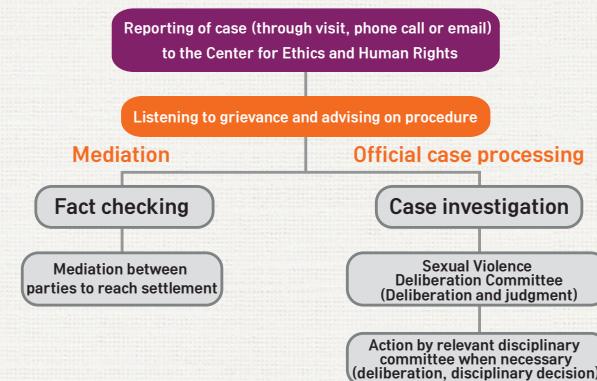 Reporting of case (through visit, phone call or email)
to the Center for Ethics and Human Rights
Listening to grievance and advising on procedure
Mediation
Official case processing
Fact checking
Case investigation
Mediation between
parties to reach settlement
Sexual Violence
Deliberation Committee
(Deliberation and judgment)
Action by relevant disciplinary
committee when necessary
(deliberation, disciplinary decision)